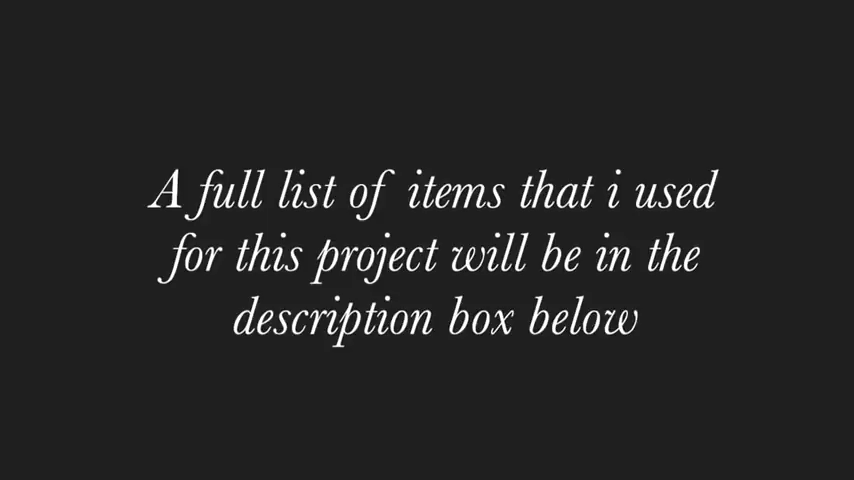 A full list of items that i used
for this project will be in the
description box below